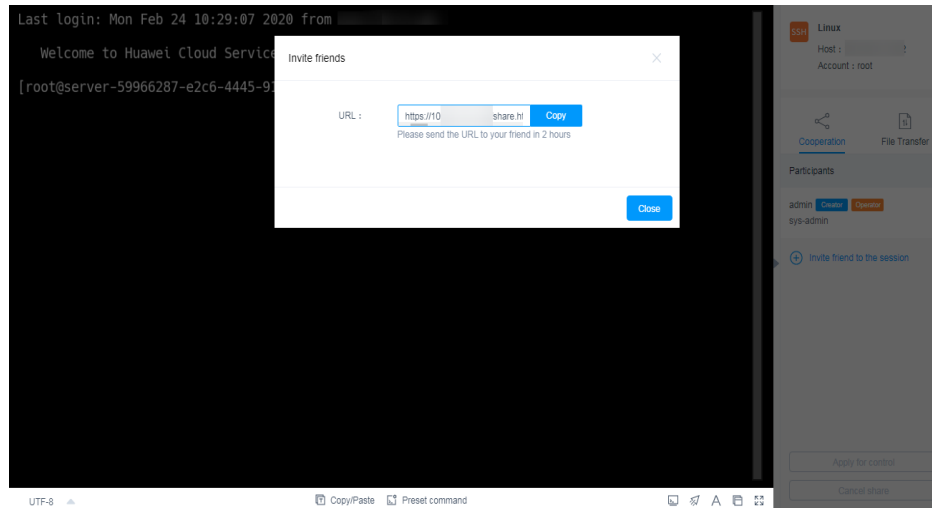 Last login: Mon Feb 24 10:29:07 2020 from
Welcome to Huawei Cloud Service
[root@server-59966287-e2c6-4445-91
Invite friends
URL :
https://10
share.h
Copy
Please send the URL to your friend in 2 hours
Close
SSH
Linux
Host :
Account : root
Cooperation
File Transfer
Participants
admin Creator Operator
sys-admin
Invite friend to the session
Apply for control
Cancel share
UTF-8
Copy/Paste
Preset command